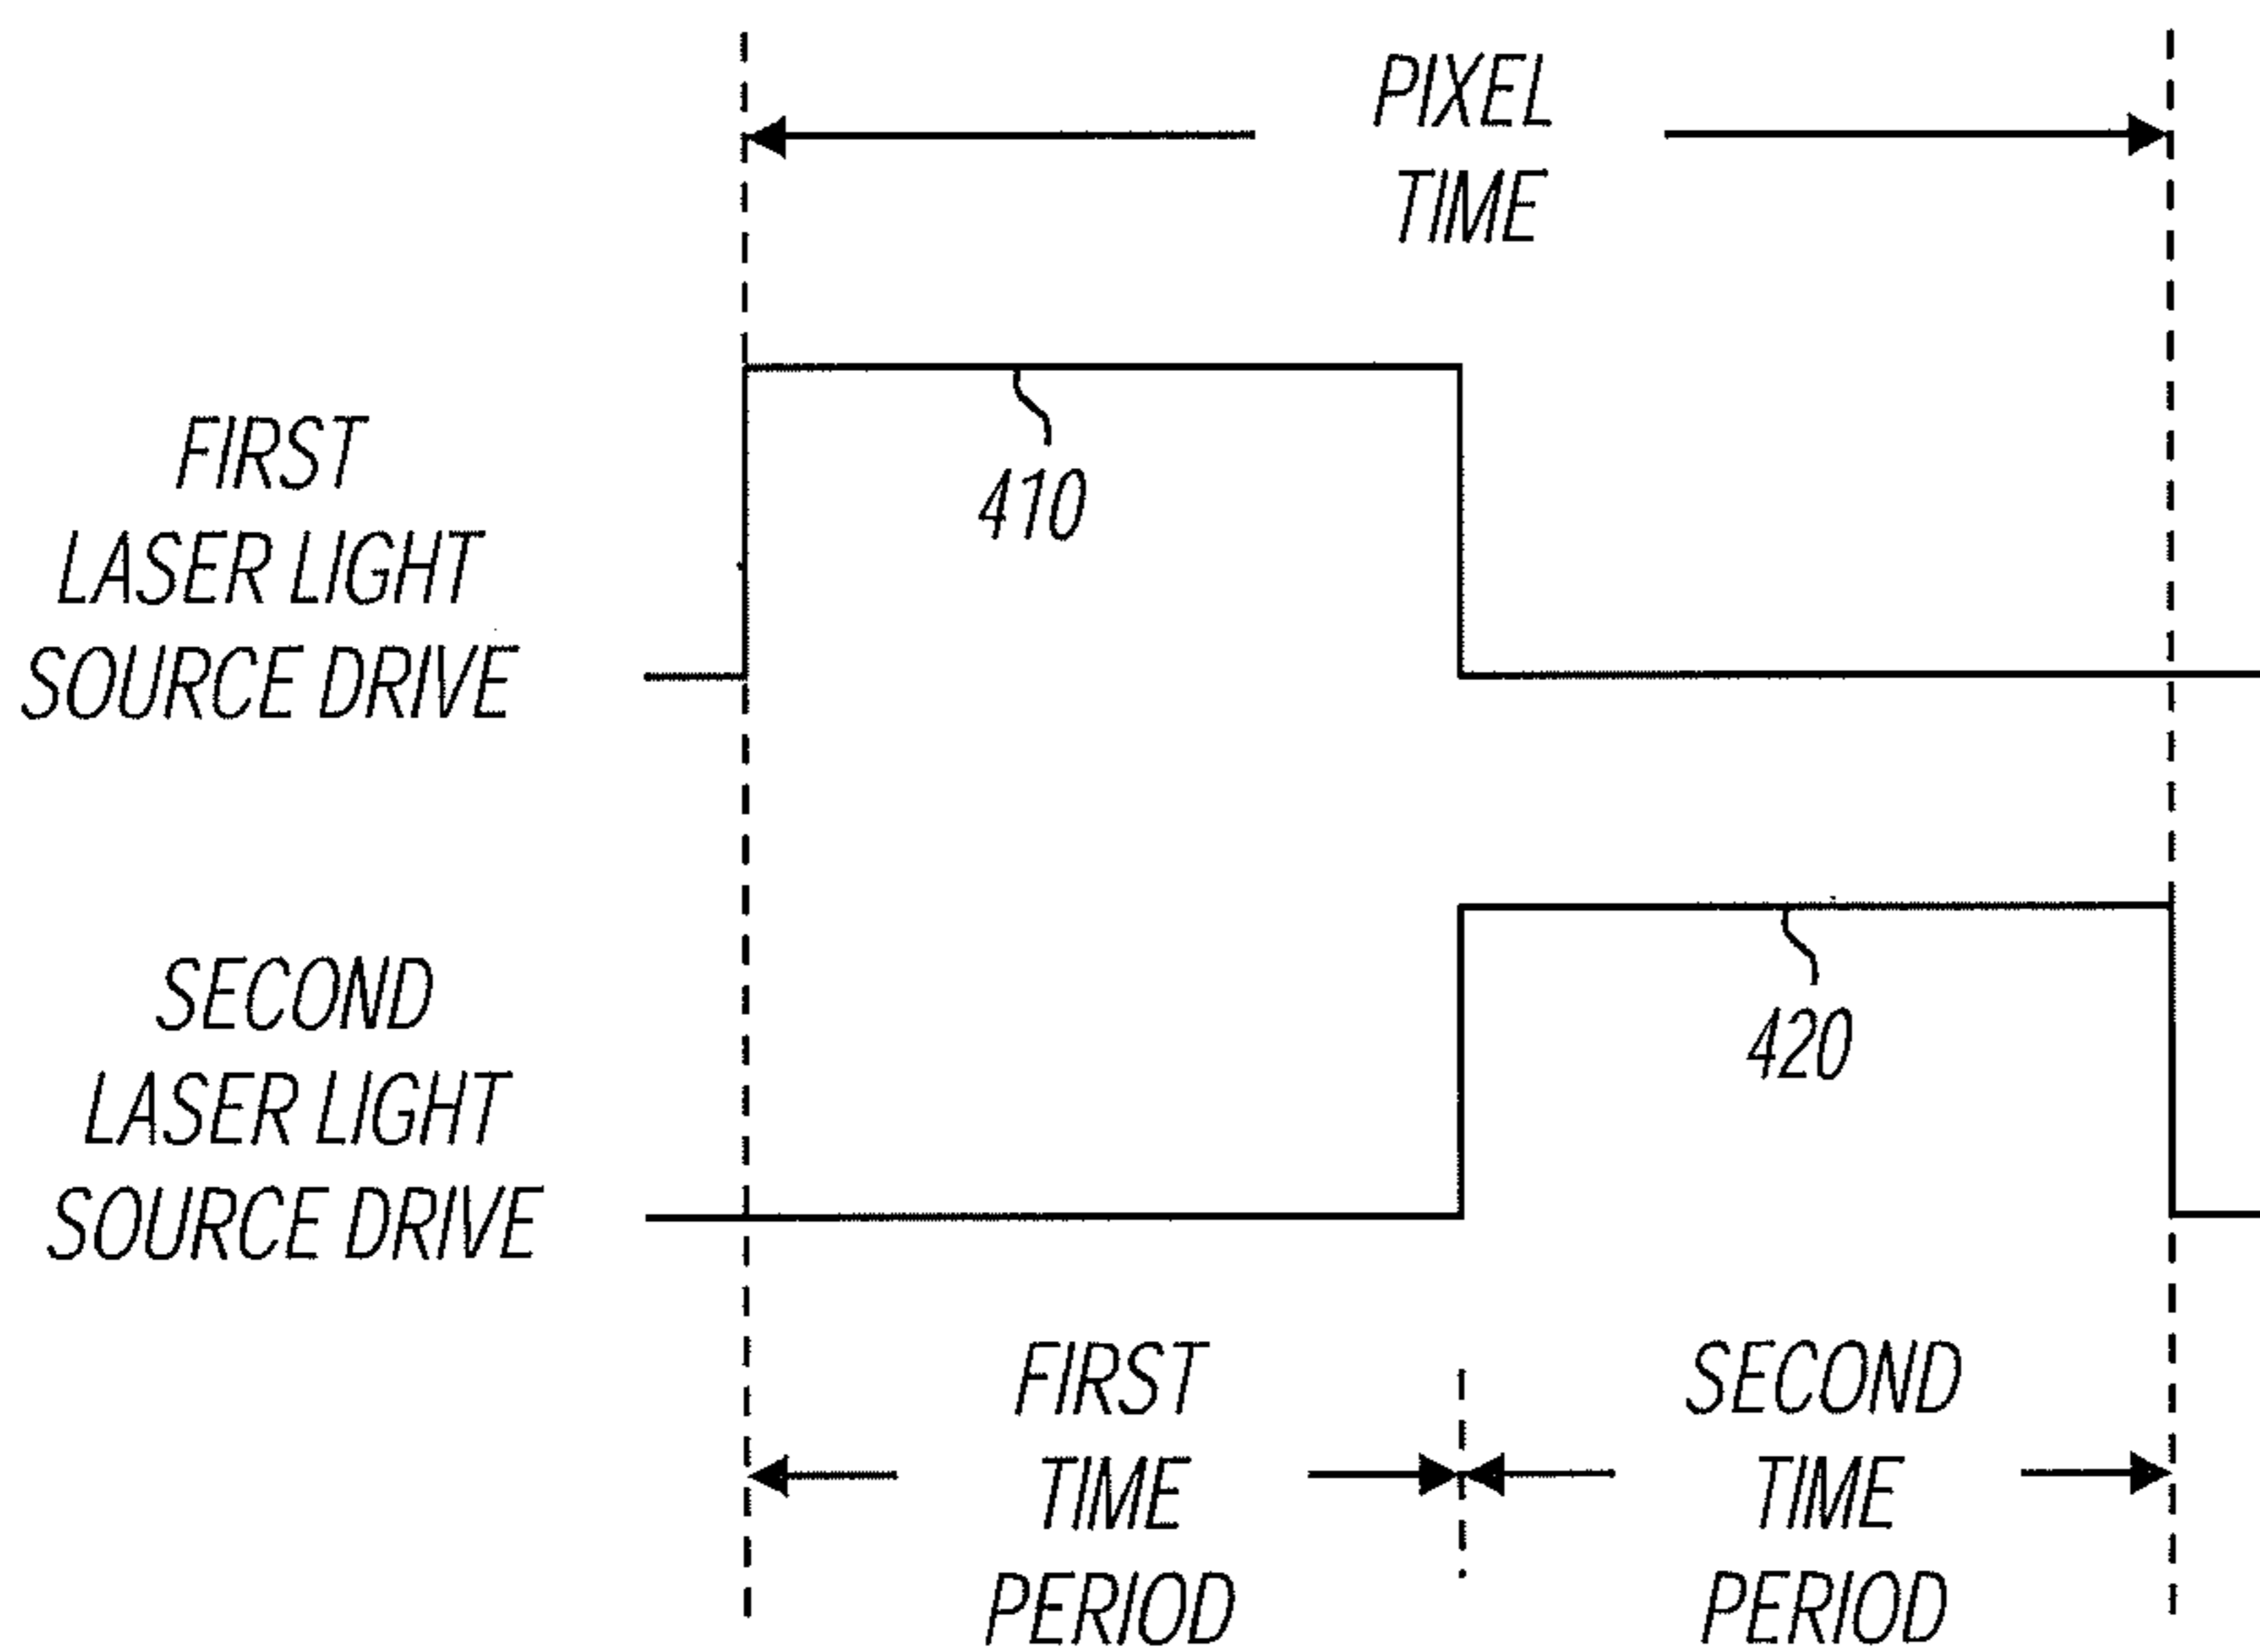 PIXEL
TIME
FIRST
LASER LIGHT
SOURCE DRIVE
410
SECOND
LASER LIGHT
SOURCE DRIVE
420
FIRST
TIME
PERIOD
SECOND
TIME
PERIOD